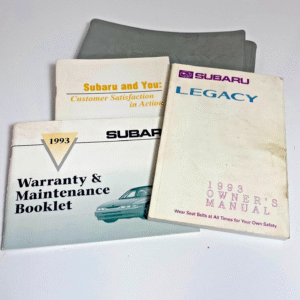 Subaru and You:
Customer Satisfaction
in Action
SUBARU
LEGACY
1993
OWNER'S
MANUAL
Wear Seat Belts at All Times for Your Own Safety.
1993
SUBAR
Warranty &
Maintenance
Booklet